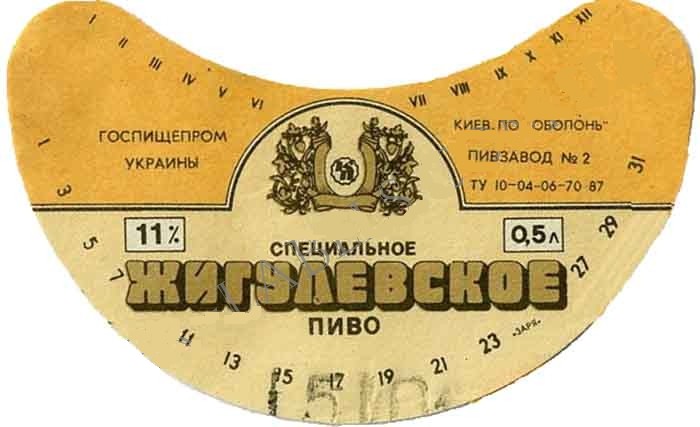 I II III IV V VI VII VIII IX X XI XII
ГОСПИЩЕПРОМ
УКРАИНЫ
КИЕВ. ПО ОБОЛОНЬ"
ПИВЗАВОД № 2
ТУ 10-04-06-70 87
11%
0,5л
СПЕЦИАЛЬНОЕ
ЖИГУЛЁВСКОЕ
ПИВО
1 3 5 7 11 13 15 17 19 21 23 27 29 31
"ЗАРЯ"